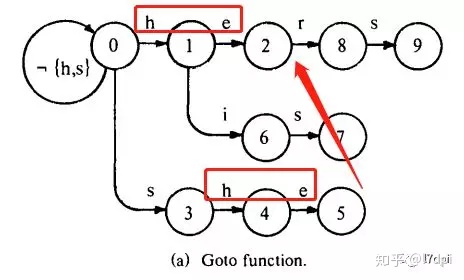 h e r s
0 1 2 8 9
¬ {h,s}
i s
6 7
s h e
3 4 5
(a) Goto function.
知乎 @l7dpi